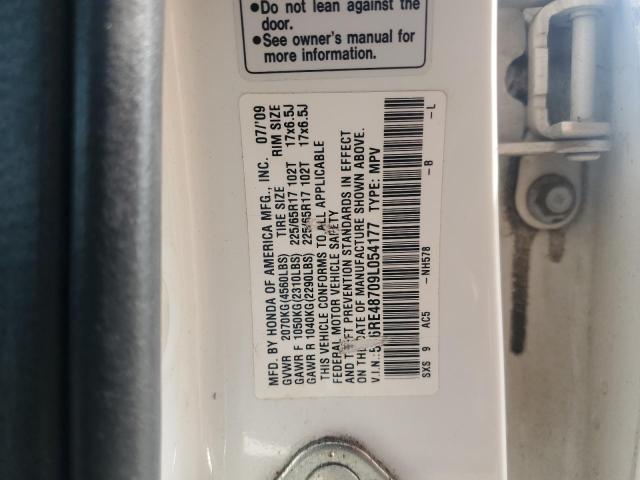 ●Do not lean against the
door.
●See owner's manual for
more information.
MFD. BY HONDA OF AMERICA MFG., INC. 07/'09
GVWR 2070KG(4560LBS) TIRE SIZE RIM SIZE
GAWR F 1050KG(2310LBS) 225/65R17 102T 17x6.5J
GAWR R 1040KG(2290LBS) 225/65R17 102T 17x6.5J
THIS VEHICLE CONFORMS TO ALL APPLICABLE
FEDERAL MOTOR VEHICLE SAFETY
AND THEFT PREVENTION STANDARDS IN EFFECT
ON THE DATE OF MANUFACTURE SHOWN ABOVE.
V.I.N.: TYPE: MPV
SXS 9 AC5 -NH578 -B -L